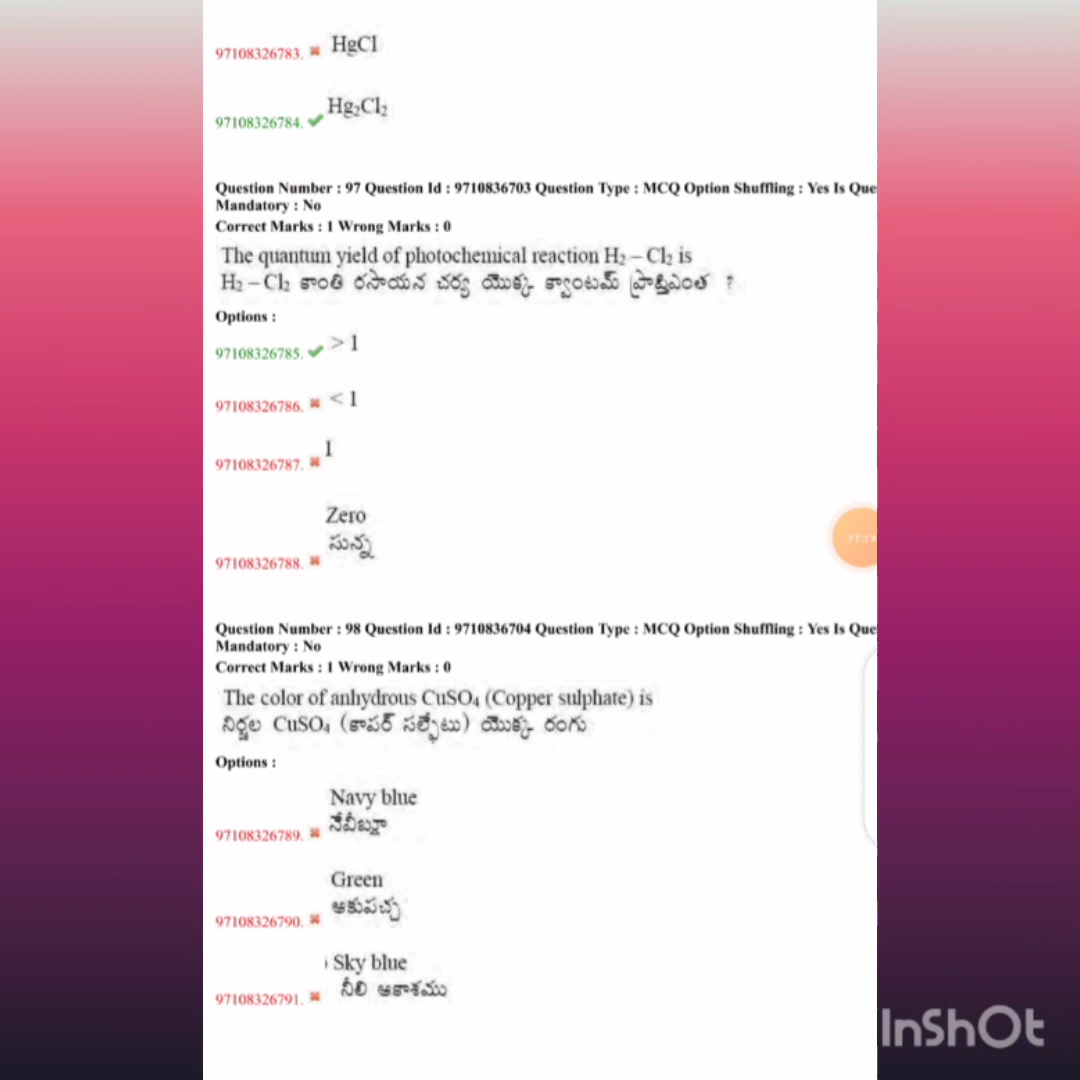 97108326783. HgCl
Hg₂Cl₂
97108326784.
Question Number : 97 Question Id : 9710836703 Question Type : MCQ Option Shuffling : Yes Is Que
Mandatory : No
Correct Marks : 1 Wrong Marks : 0
The quantum yield of photochemical reaction H₂ – Cl₂ is
H₂ – Cl₂ కాంతి రసాయన చర్య యొక్క క్వాంటమ్ ప్రాప్తిఎంత ?
Options :
97108326785. > 1
97108326786. < 1
1
97108326787.
Zero
సున్న
97108326788.
Question Number : 98 Question Id : 9710836704 Question Type : MCQ Option Shuffling : Yes Is Que
Mandatory : No
Correct Marks : 1 Wrong Marks : 0
The color of anhydrous CuSO₄ (Copper sulphate) is
నిర్జల CuSO₄ (కాపర్ సల్ఫేటు) యొక్క రంగు
Options :
Navy blue
నేవీబ్లూ
97108326789.
Green
ఆకుపచ్చ
97108326790.
Sky blue
నీలి ఆకాశము
97108326791.
InShOt